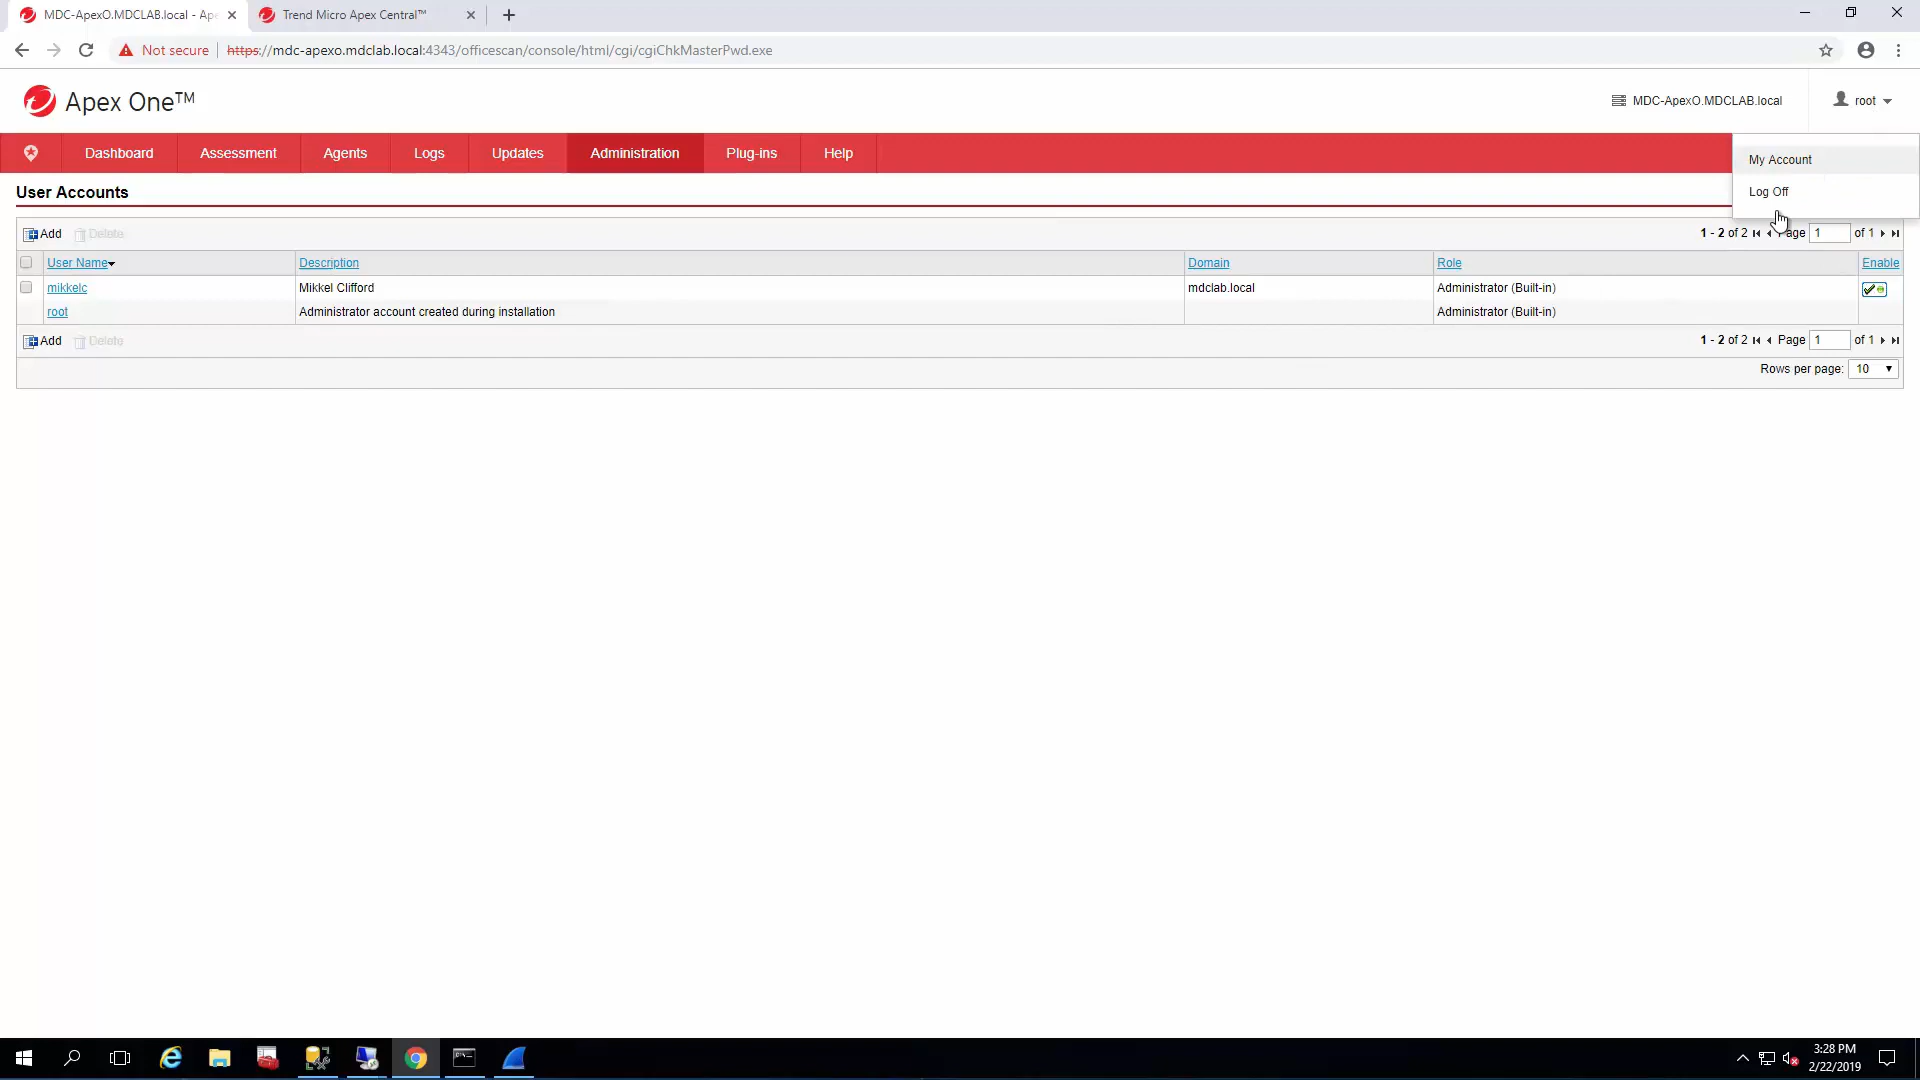 MDC-ApexO.MDCLAB.local - Ape
Trend Micro Apex Central™
Not secure
https://mdc-apexo.mdclab.local:4343/officescan/console/html/cgi/cgiChkMasterPwd.exe
Apex One™
MDC-ApexO.MDCLAB.local
root
Dashboard
Assessment
Agents
Logs
Updates
Administration
Plug-ins
Help
My Account
Log Off
User Accounts
Add
Delete
1 - 2 of 2
Page
1
of 1
User Name
Description
Domain
Role
Enable
mikkelc
Mikkel Clifford
mdclab.local
Administrator (Built-in)
root
Administrator account created during installation
Administrator (Built-in)
Add
Delete
1 - 2 of 2
Page
1
of 1
Rows per page:
10
3:28 PM
2/22/2019